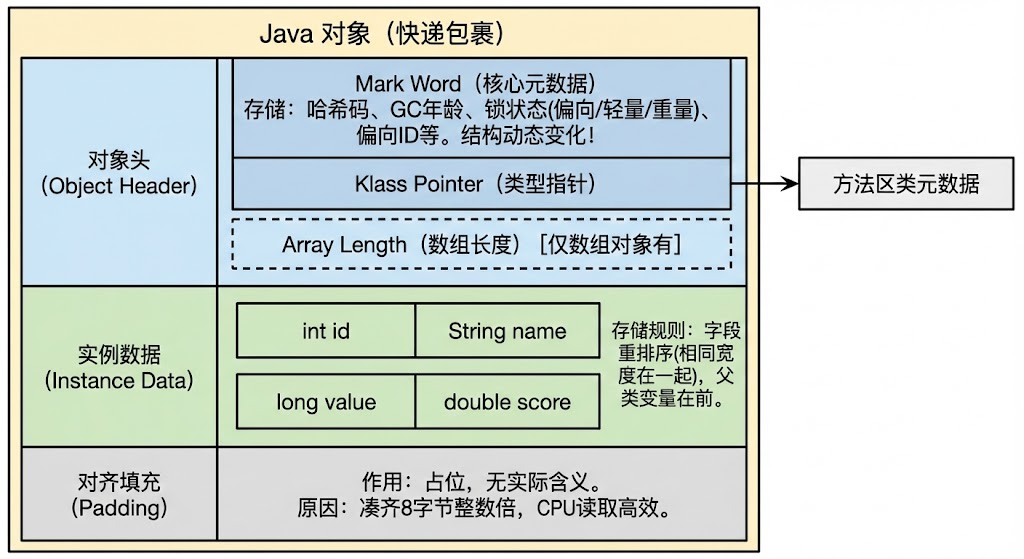 Java 对象（快递包裹）
对象头
（Object Header）
Mark Word（核心元数据）
存储：哈希码、GC年龄、锁状态(偏向/轻量/重量)、
偏向ID等。结构动态变化！
Klass Pointer（类型指针）
方法区类元数据
Array Length（数组长度）[仅数组对象有]
实例数据
（Instance Data）
int id
String name
long value
double score
存储规则：字段
重排序(相同宽
度在一起)，父
类变量在前。
对齐填充
（Padding）
作用：占位，无实际含义。
原因：凑齐8字节整数倍，CPU读取高效。